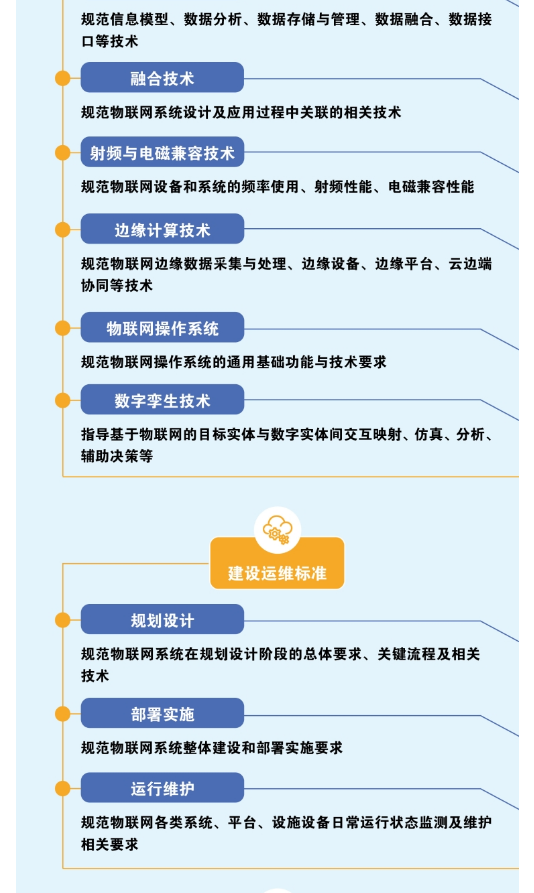 规范信息模型、数据分析、数据存储与管理、数据融合、数据接
口等技术
融合技术
规范物联网系统设计及应用过程中关联的相关技术
射频与电磁兼容技术
规范物联网设备和系统的频率使用、射频性能、电磁兼容性能
边缘计算技术
规范物联网边缘数据采集与处理、边缘设备、边缘平台、云边端
协同等技术
物联网操作系统
规范物联网操作系统的通用基础功能与技术要求
数字孪生技术
指导基于物联网的目标实体与数字实体间交互映射、仿真、分析、
辅助决策等
建设运维标准
规划设计
规范物联网系统在规划设计阶段的总体要求、关键流程及相关
技术
部署实施
规范物联网系统整体建设和部署实施要求
运行维护
规范物联网各类系统、平台、设施设备日常运行状态监测及维护
相关要求